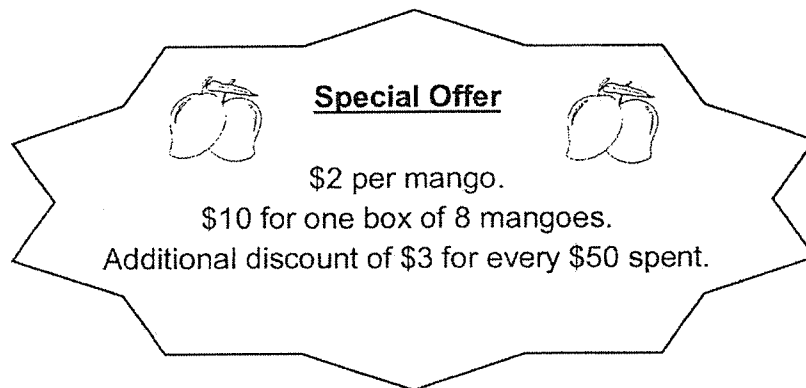 Special Offer
$2 per mango.
$10 for one box of 8 mangoes.
Additional discount of $3 for every $50 spent.